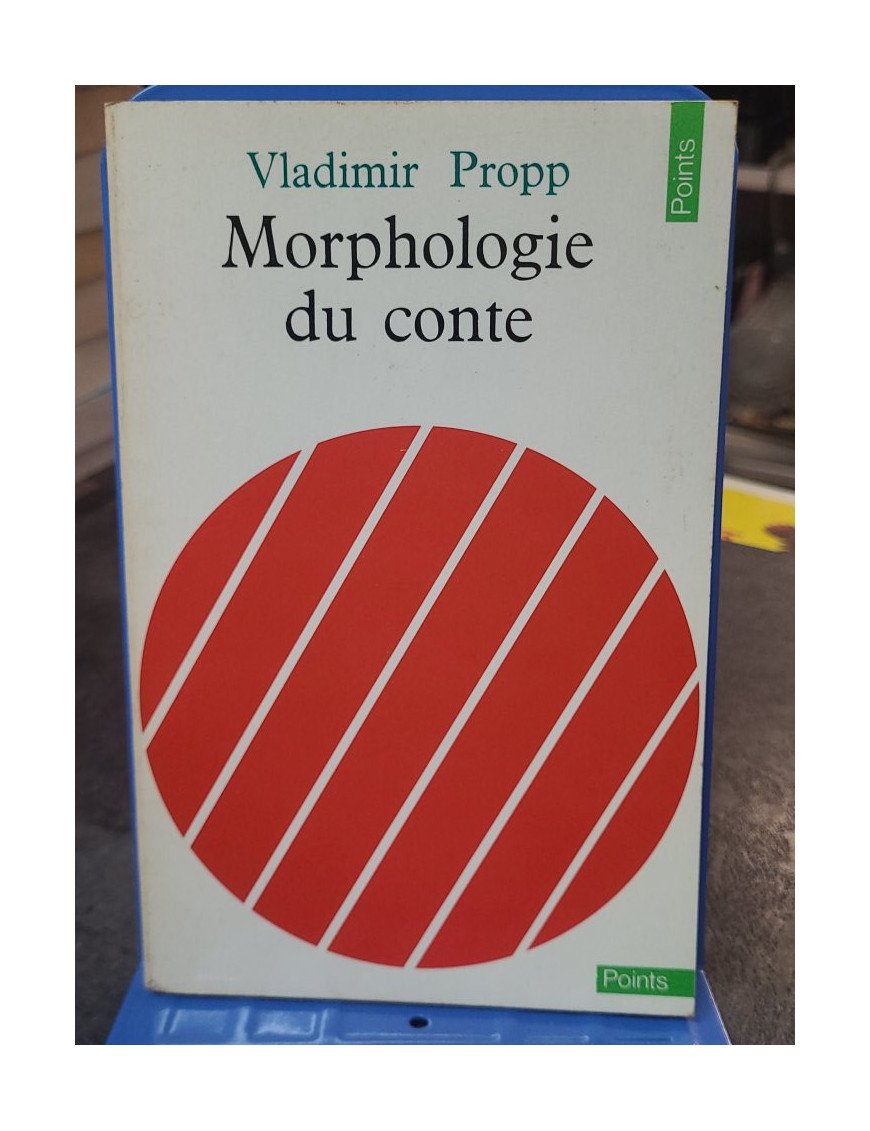 Points
Vladimir Propp
Morphologie
du conte
Points